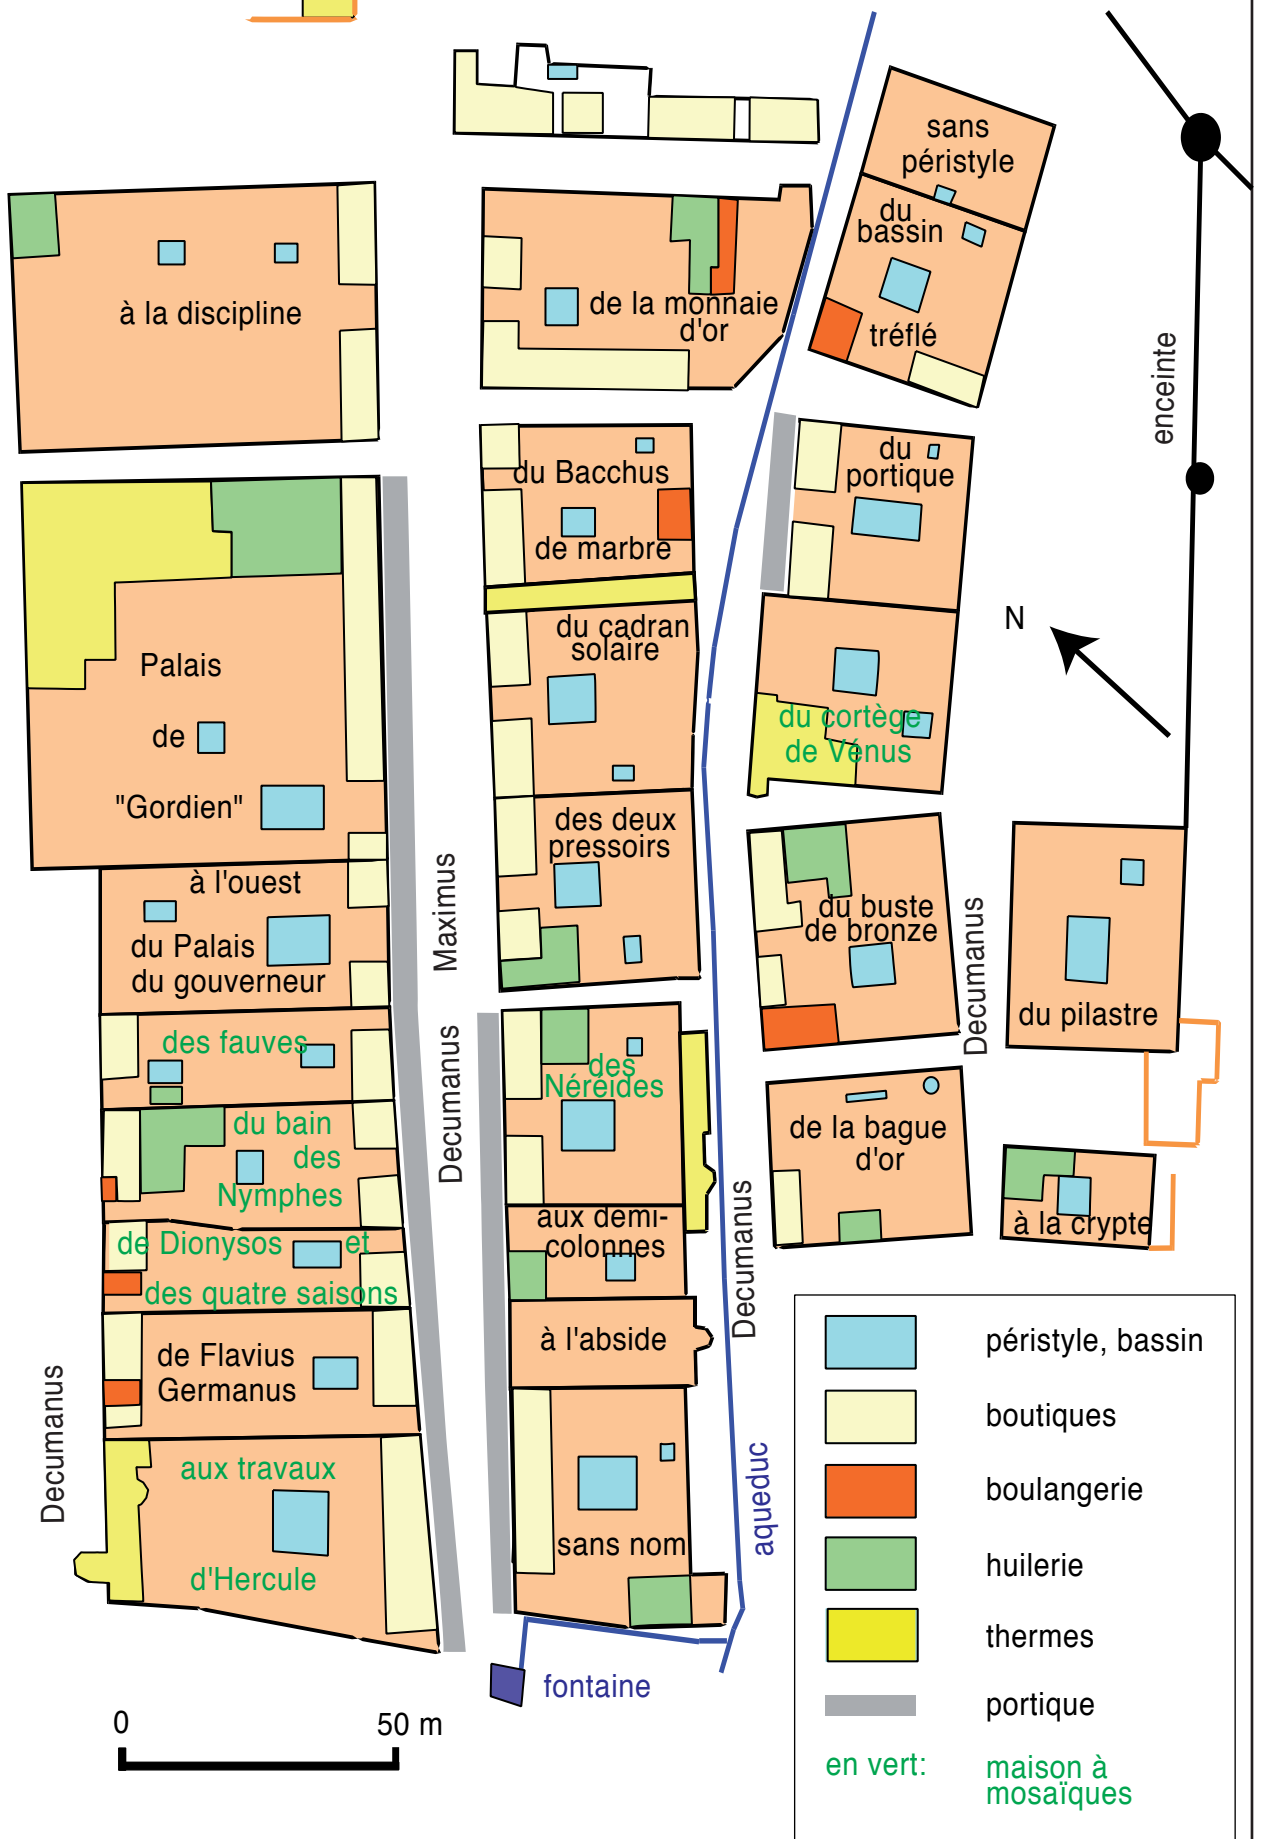 sans
péristyle
du
bassin
tréflé
à la discipline
de la monnaie
d'or
enceinte
du Bacchus
de marbre
du
portique
N
Palais
de
"Gordien"
du cadran
solaire
du cortège
de Vénus
des deux
pressoirs
à l'ouest
du Palais
du gouverneur
Maximus
Decumanus
du buste
de bronze
Decumanus
du pilastre
des fauves
des
Néréides
du bain
des
Nymphes
de la bague
d'or
à la crypte
aux demi-
colonnes
de Dionysos et
des quatre saisons
Decumanus
à l'abside
de Flavius
Germanus
Decumanus
aux travaux
d'Hercule
sans nom
aqueduc
fontaine
0 50 m
péristyle, bassin
boutiques
boulangerie
huilerie
thermes
portique
en vert: maison à
mosaïques